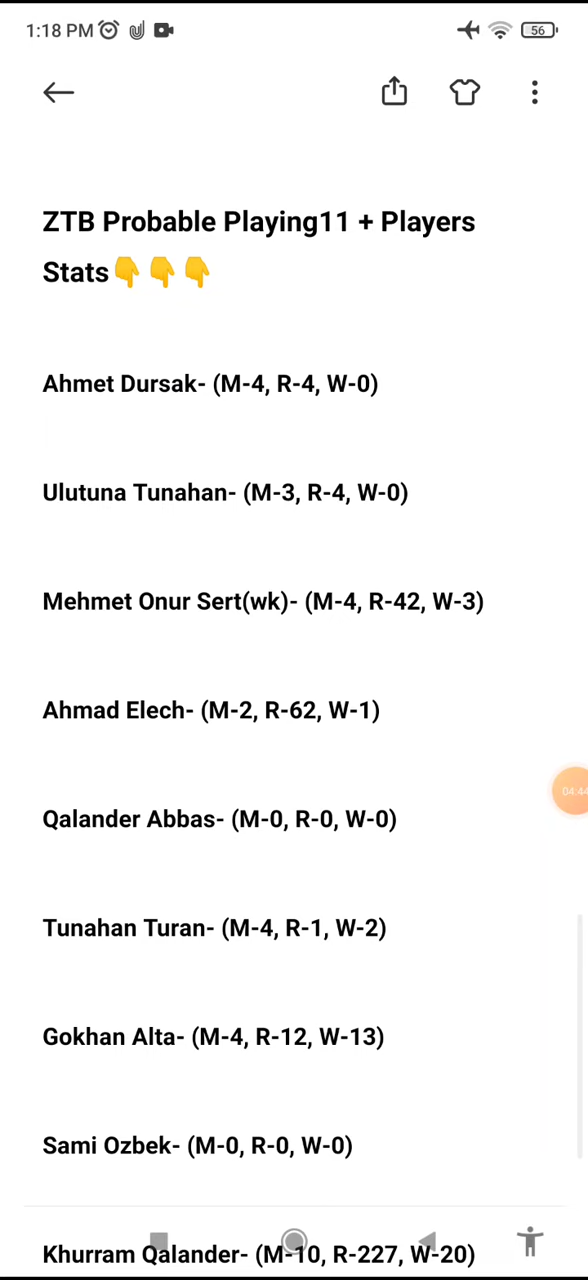 1:18 PM
56
ZTB Probable Playing11 + Players
Stats👇👇👇
Ahmet Dursak- (M-4, R-4, W-0)
Ulutuna Tunahan- (M-3, R-4, W-0)
Mehmet Onur Sert(wk)- (M-4, R-42, W-3)
Ahmad Elech- (M-2, R-62, W-1)
04:44
Qalander Abbas- (M-0, R-0, W-0)
Tunahan Turan- (M-4, R-1, W-2)
Gokhan Alta- (M-4, R-12, W-13)
Sami Ozbek- (M-0, R-0, W-0)
Khurram Qalander- (M-10, R-227, W-20)